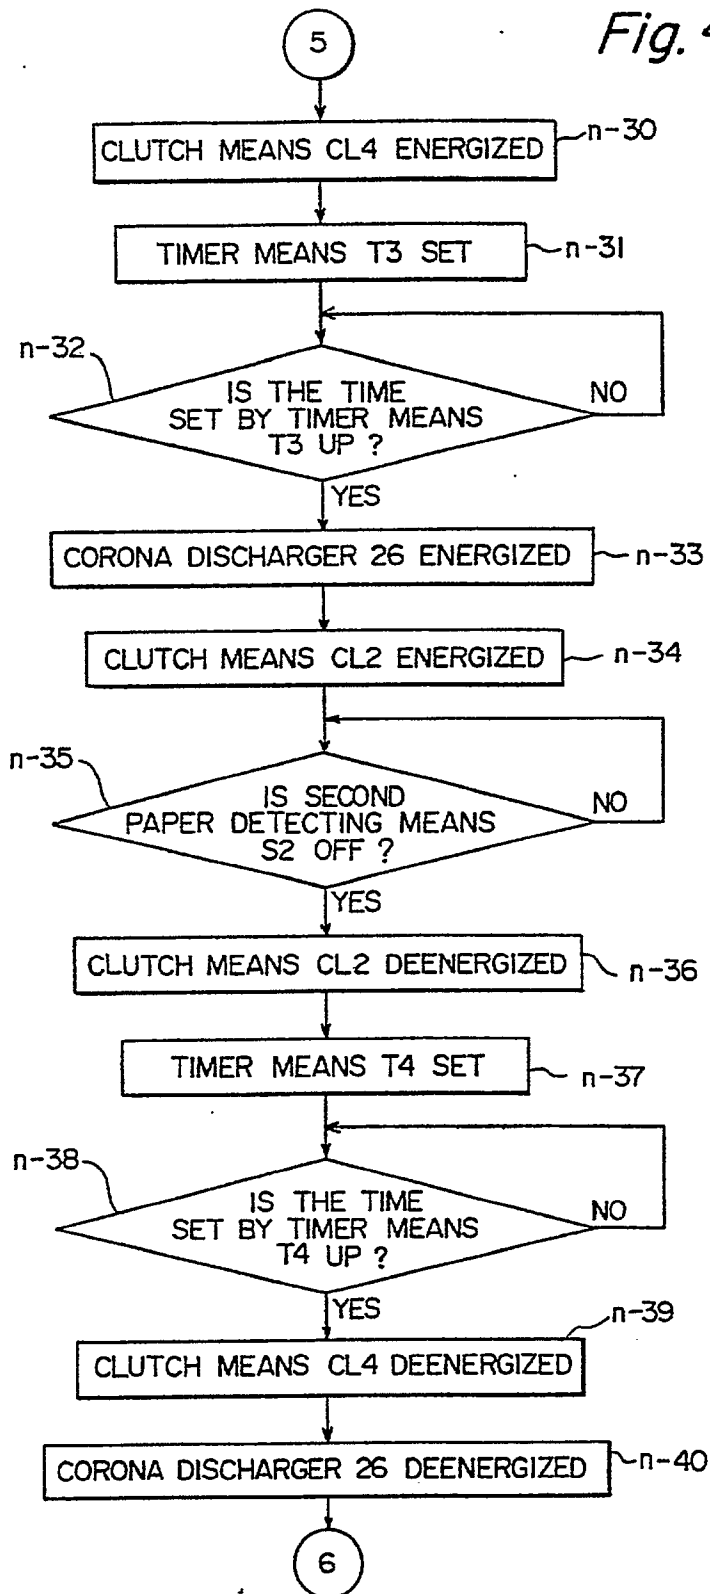 5
Fig. 4
CLUTCH MEANS CL4 ENERGIZED
n-30
TIMER MEANS T3 SET
n-31
n-32
IS THE TIME
SET BY TIMER MEANS
T3 UP ?
NO
YES
CORONA DISCHARGER 26 ENERGIZED
n-33
CLUTCH MEANS CL2 ENERGIZED
n-34
n-35
IS SECOND
PAPER DETECTING MEANS
S2 OFF ?
NO
YES
CLUTCH MEANS CL2 DEENERGIZED
n-36
TIMER MEANS T4 SET
n-37
n-38
IS THE TIME
SET BY TIMER MEANS
T4 UP ?
NO
YES
n-39
CLUTCH MEANS CL4 DEENERGIZED
CORONA DISCHARGER 26 DEENERGIZED
n-40
6